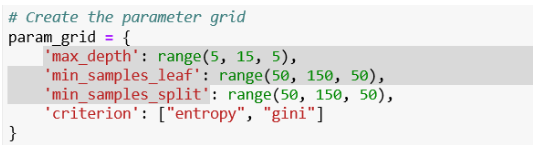 # Create the parameter grid
param_grid = {
    'max_depth': range(5, 15, 5),
    'min_samples_leaf': range(50, 150, 50),
    'min_samples_split': range(50, 150, 50),
    'criterion': ["entropy", "gini"]
}